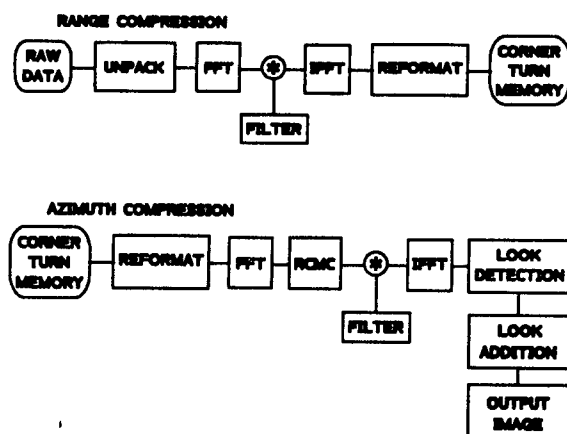 RANGE COMPRESSION
RAW
DATA
UNPACK
FFT
*
IFFT
REFORMAT
CORNER
TURN
MEMORY
FILTER
AZIMUTH COMPRESSION
CORNER
TURN
MEMORY
REFORMAT
FFT
RCMC
*
IFFT
LOOK
DETECTION
FILTER
LOOK
ADDITION
OUTPUT
IMAGE